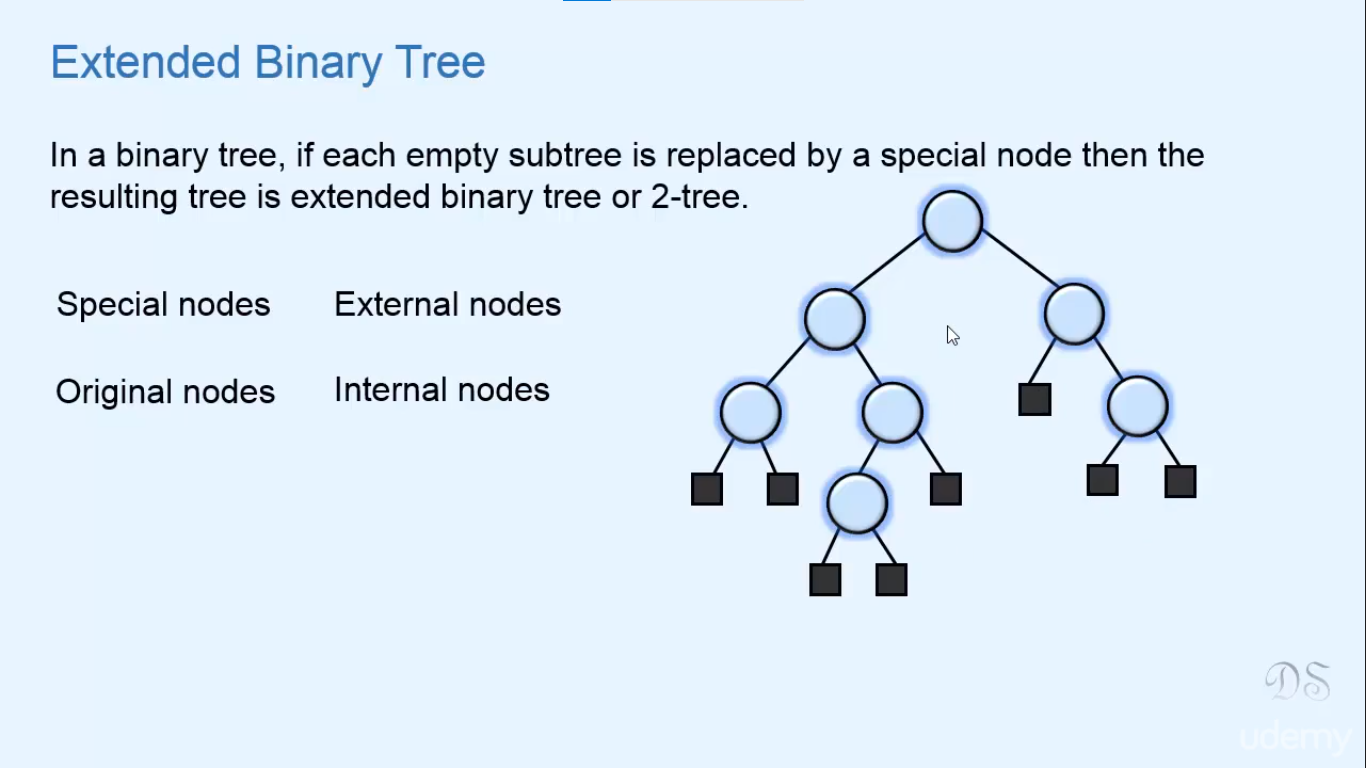 Extended Binary Tree
In a binary tree, if each empty subtree is replaced by a special node then the
resulting tree is extended binary tree or 2-tree.
Special nodes External nodes
Original nodes Internal nodes
DS
udemy